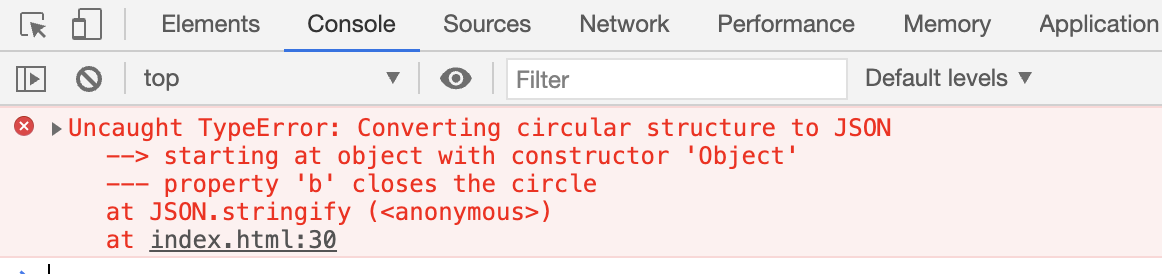 Elements Console Sources Network Performance Memory Application
top Filter Default levels
Uncaught TypeError: Converting circular structure to JSON
--> starting at object with constructor 'Object'
--- property 'b' closes the circle
at JSON.stringify (<anonymous>)
at index.html:30